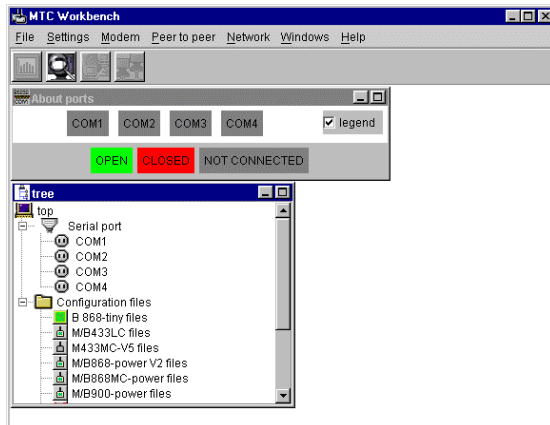 MTC Workbench
File Settings Modem Peer to peer Network Windows Help
About ports
COM1 COM2 COM3 COM4 legend
OPEN CLOSED NOT CONNECTED
tree
top
Serial port
COM1
COM2
COM3
COM4
Configuration files
B 868-tiny files
M/B433LC files
M433MC-V5 files
M/B868-power V2 files
M/B868MC-power files
M/B900-power files